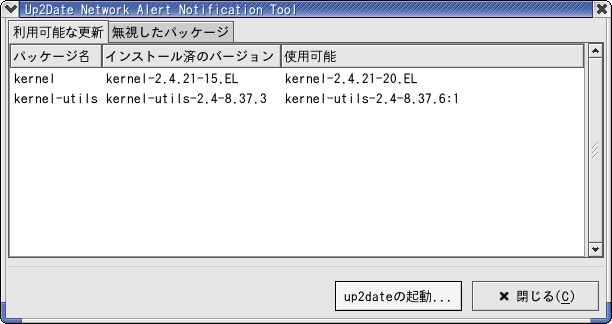 Up2Date Network Alert Notification Tool
利用可能な更新 無視したパッケージ
パッケージ名 インストール済のバージョン 使用可能
kernel kernel-2.4.21-15.EL kernel-2.4.21-20.EL
kernel-utils kernel-utils-2.4-8.37.3 kernel-utils-2.4-8.37.6:1
up2dateの起動... 閉じる(C)